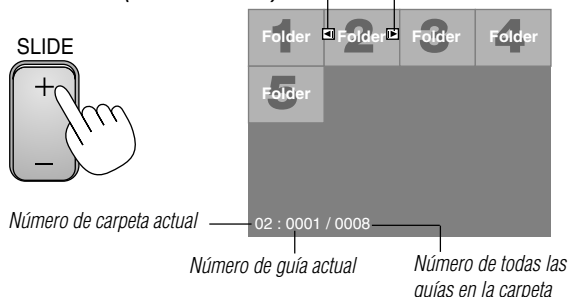 SLIDE
+
–
1 Folder
2 Folder
3 Folder
4 Folder
5 Folder
02 : 0001 / 0008
Número de carpeta actual
Número de guía actual
Número de todas las
guías en la carpeta